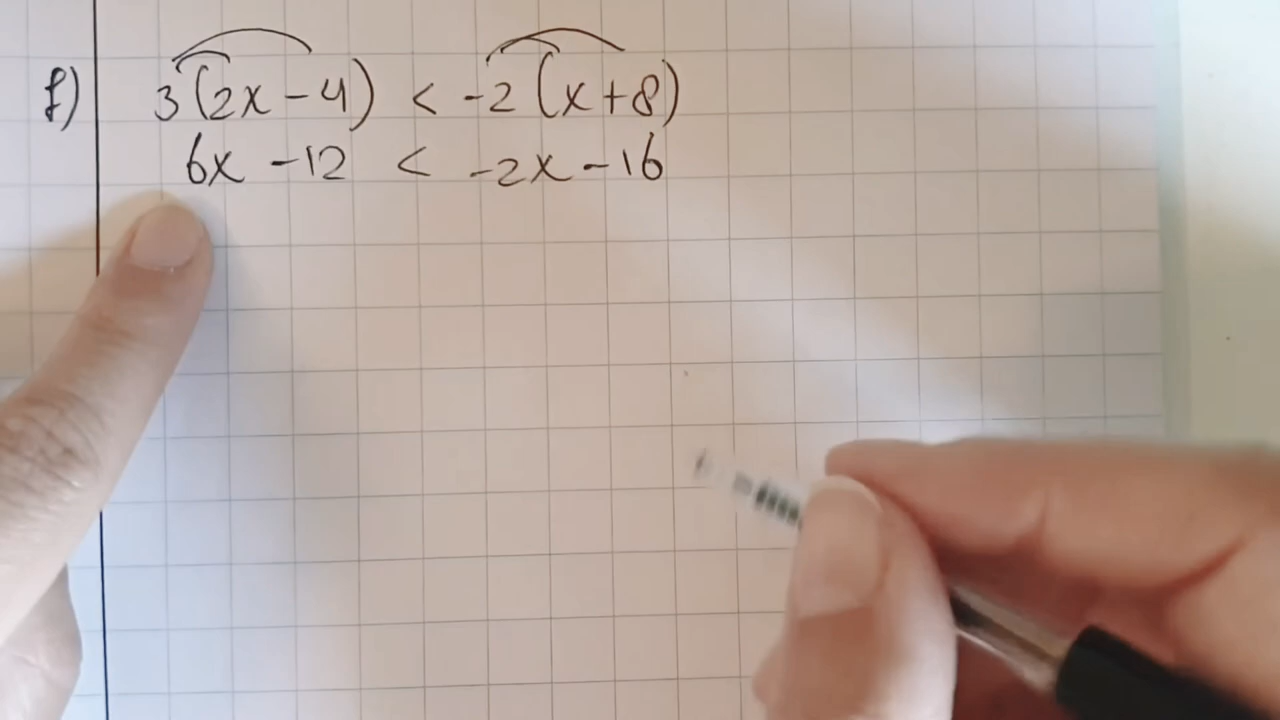 f) 3(2x-4) < -2(x+8)
6x -12 < -2x-16